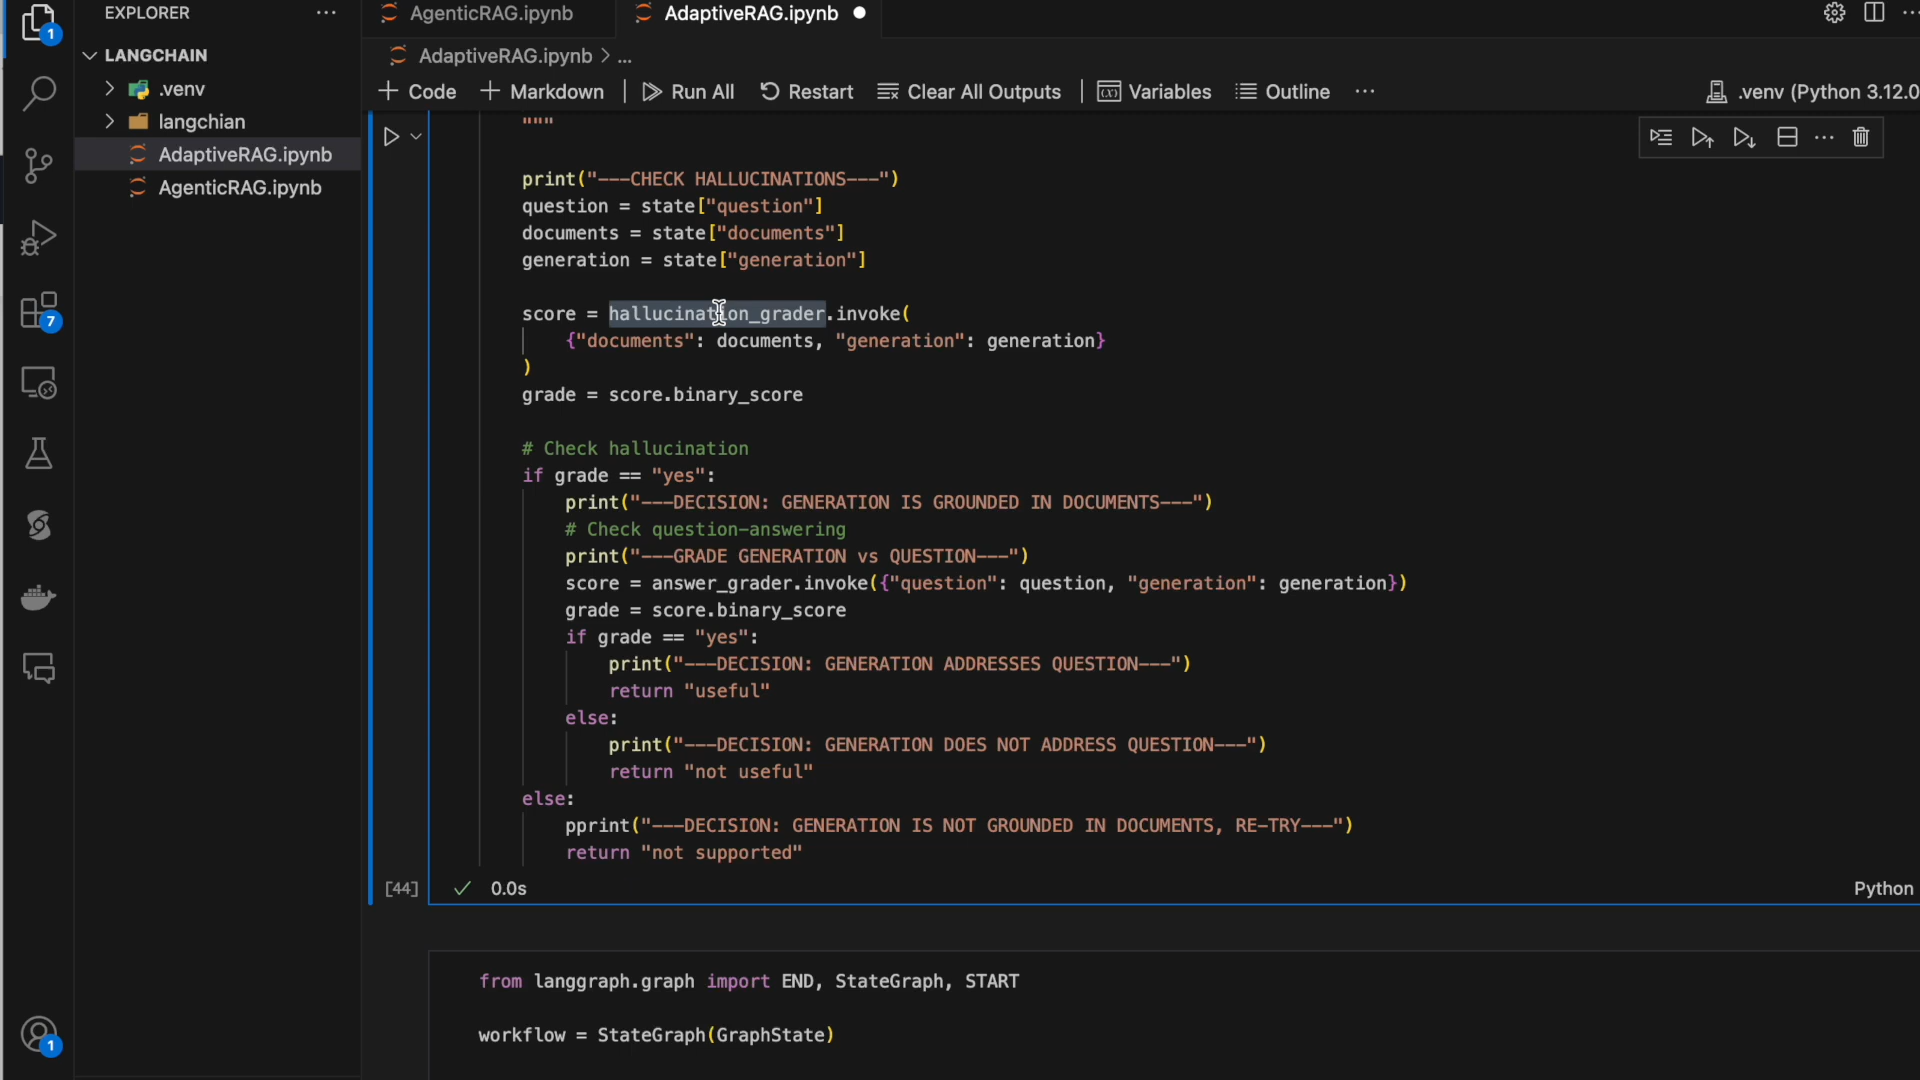 EXPLORER
LANGCHAIN
.venv
langchian
AdaptiveRAG.ipynb
AgenticRAG.ipynb
1
7
1
AgenticRAG.ipynb
AdaptiveRAG.ipynb
AdaptiveRAG.ipynb > ...
+ Code + Markdown Run All Restart Clear All Outputs Variables Outline ...
.venv (Python 3.12.0
"""
print("---CHECK HALLUCINATIONS---")
question = state["question"]
documents = state["documents"]
generation = state["generation"]
score = hallucination_grader.invoke(
{"documents": documents, "generation": generation}
)
grade = score.binary_score
# Check hallucination
if grade == "yes":
print("---DECISION: GENERATION IS GROUNDED IN DOCUMENTS---")
# Check question-answering
print("---GRADE GENERATION vs QUESTION---")
score = answer_grader.invoke({"question": question, "generation": generation})
grade = score.binary_score
if grade == "yes":
print("---DECISION: GENERATION ADDRESSES QUESTION---")
return "useful"
else:
print("---DECISION: GENERATION DOES NOT ADDRESS QUESTION---")
return "not useful"
else:
pprint("---DECISION: GENERATION IS NOT GROUNDED IN DOCUMENTS, RE-TRY---")
return "not supported"
[44] 0.0s
Python
from langgraph.graph import END, StateGraph, START
workflow = StateGraph(GraphState)